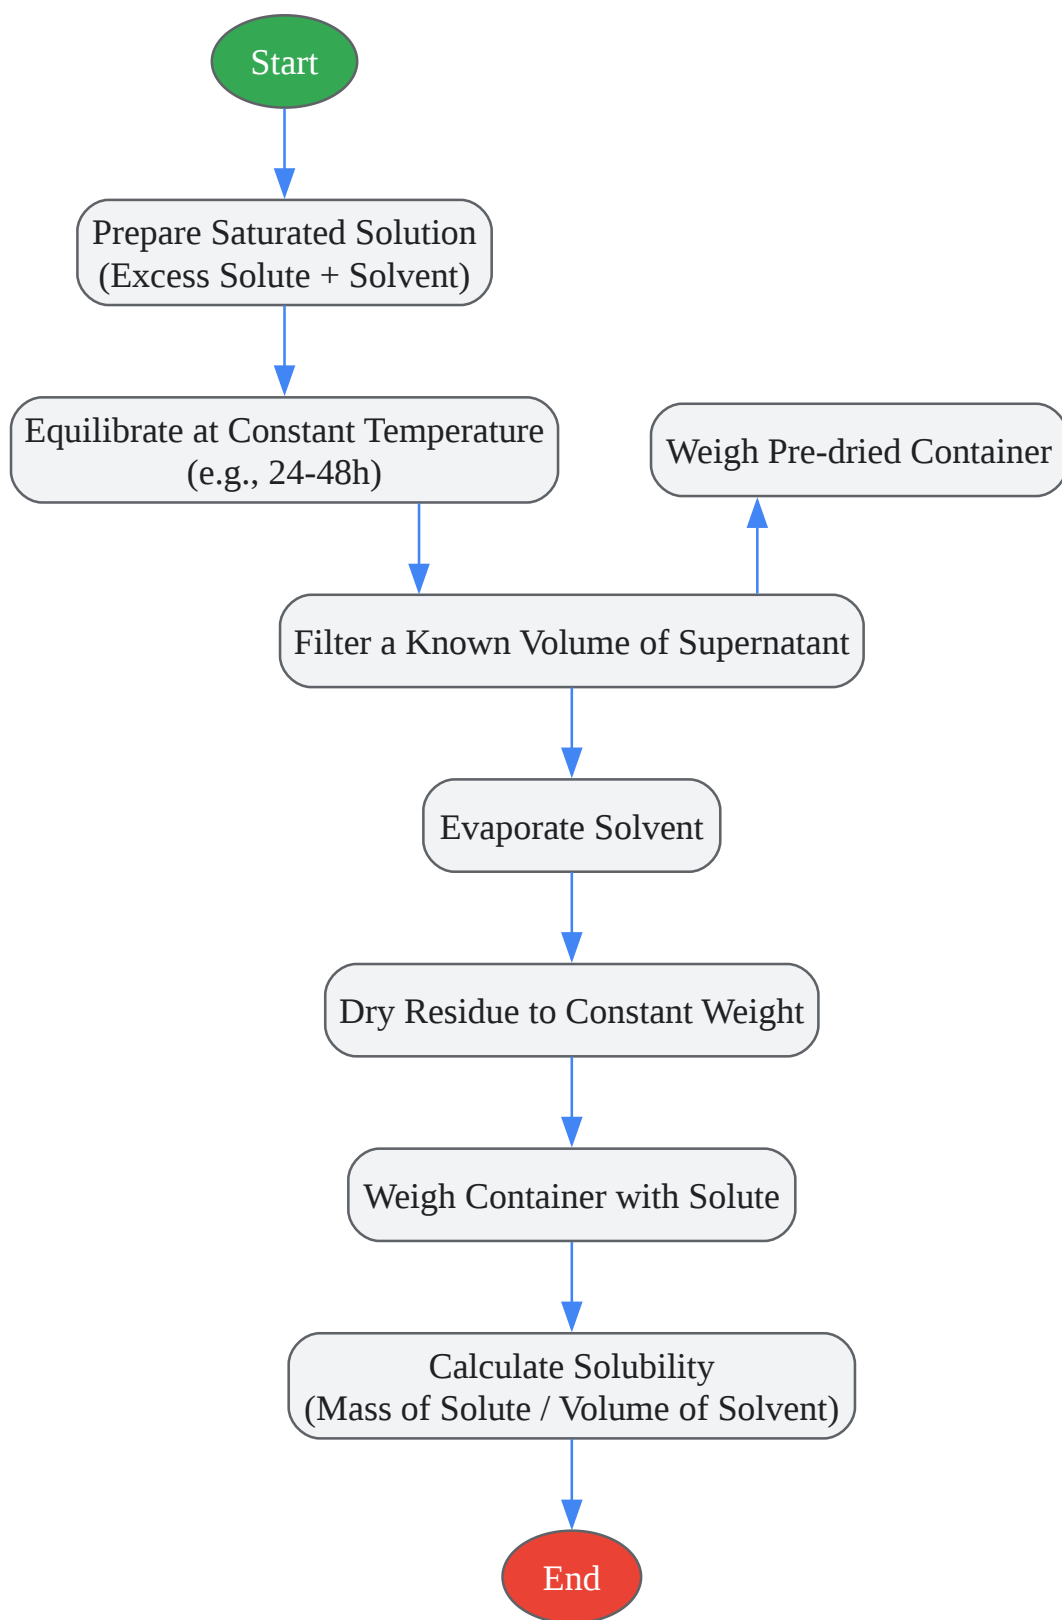 Start
Prepare Saturated Solution
(Excess Solute + Solvent)
Equilibrate at Constant Temperature
(e.g., 24-48h)
Weigh Pre-dried Container
Filter a Known Volume of Supernatant
Evaporate Solvent
Dry Residue to Constant Weight
Weigh Container with Solute
Calculate Solubility
(Mass of Solute / Volume of Solvent)
End